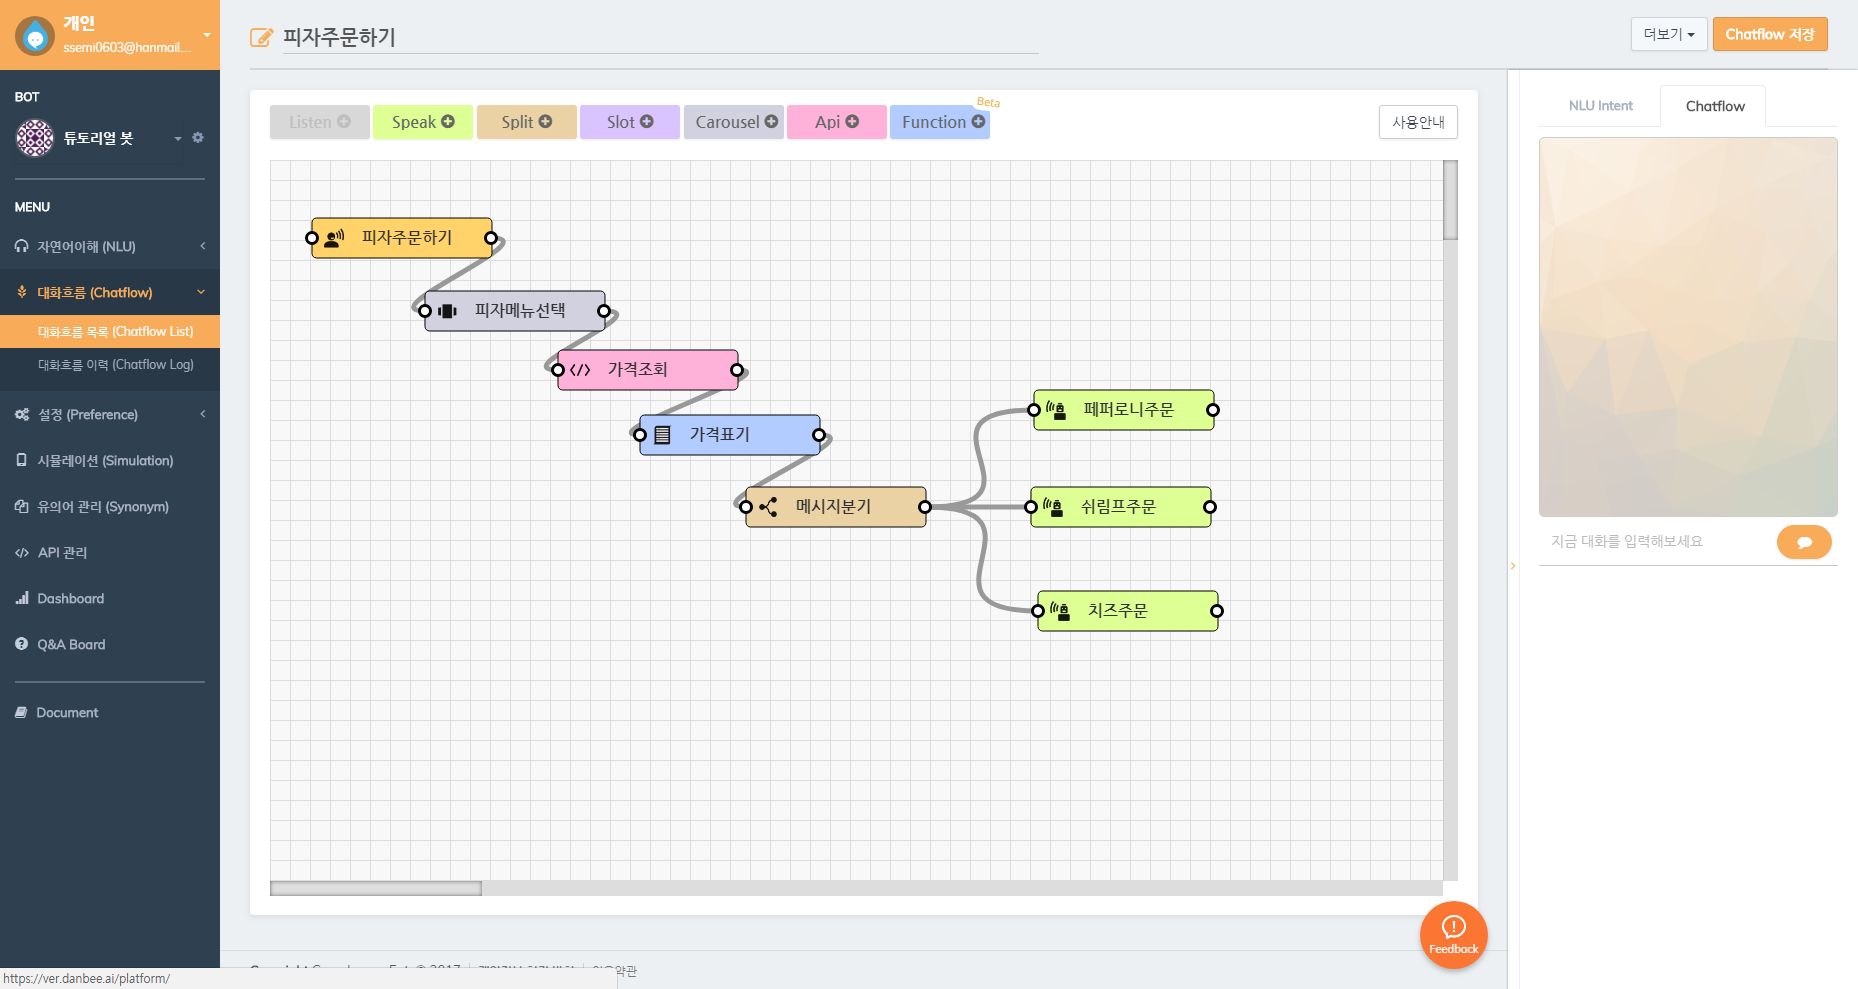 개인
ssemi0603@hanmail....
BOT
튜토리얼 봇
MENU
자연어이해 (NLU)
대화흐름 (Chatflow)
대화흐름 목록 (Chatflow List)
대화흐름 이력 (Chatflow Log)
설정 (Preference)
시뮬레이션 (Simulation)
유의어 관리 (Synonym)
API 관리
Dashboard
Q&A Board
Document
https://ver.danbee.ai/platform/
피자주문하기
더보기
Chatflow 저장
Listen
Speak
Split
Slot
Carousel
Api
Function
Beta
사용안내
피자주문하기
피자메뉴선택
가격조회
가격표기
메시지분기
페퍼로니주문
쉬림프주문
치즈주문
NLU Intent
Chatflow
지금 대화를 입력해보세요
Feedback